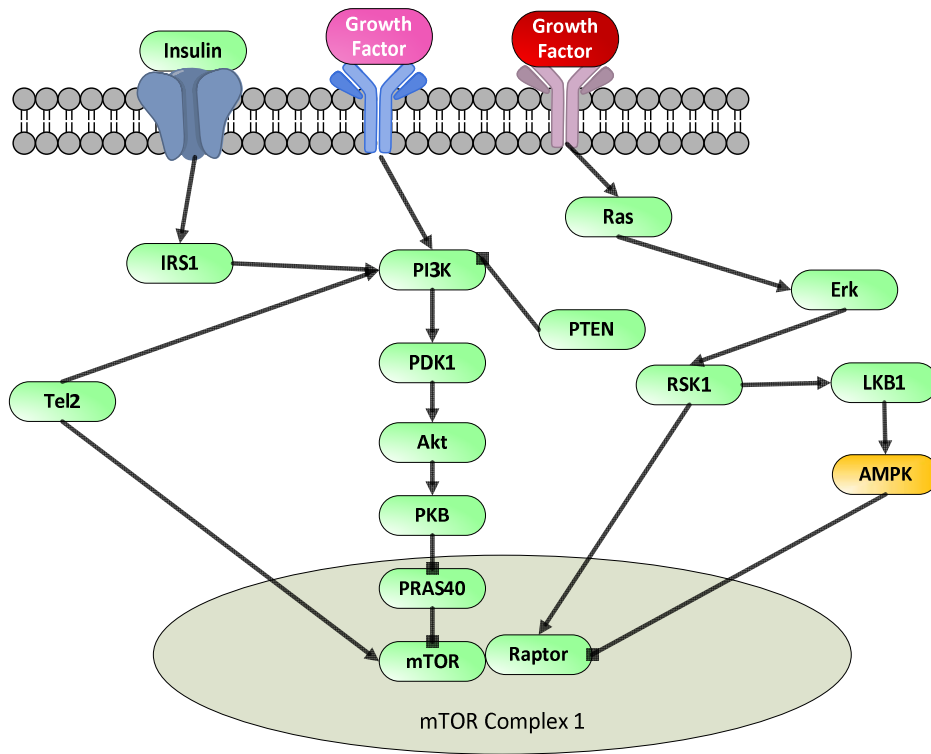 Growth
Factor
Growth
Factor
Insulin
Ras
IRS1
PI3K
Erk
PTEN
PDK1
RSK1
LKB1
Tel2
Akt
AMPK
PKB
PRAS40
mTOR
Raptor
mTOR Complex 1